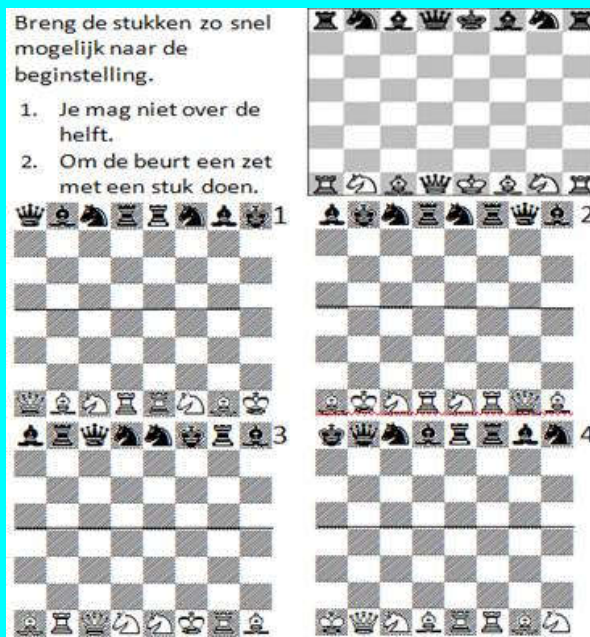 Breng de stukken zo snel
mogelijk naar de
beginstelling.
1. Je mag niet over de
helft.
2. Om de beurt een zet
met een stuk doen.
1
2
3
4